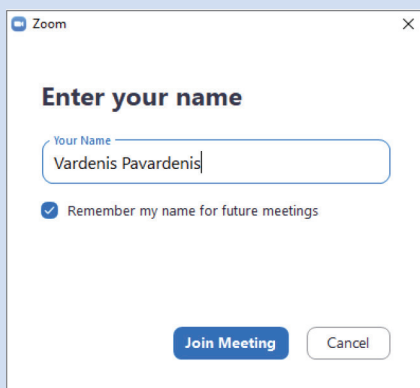 Zoom
Enter your name
Your Name
Vardenis Pavardenis
Remember my name for future meetings
Join Meeting Cancel